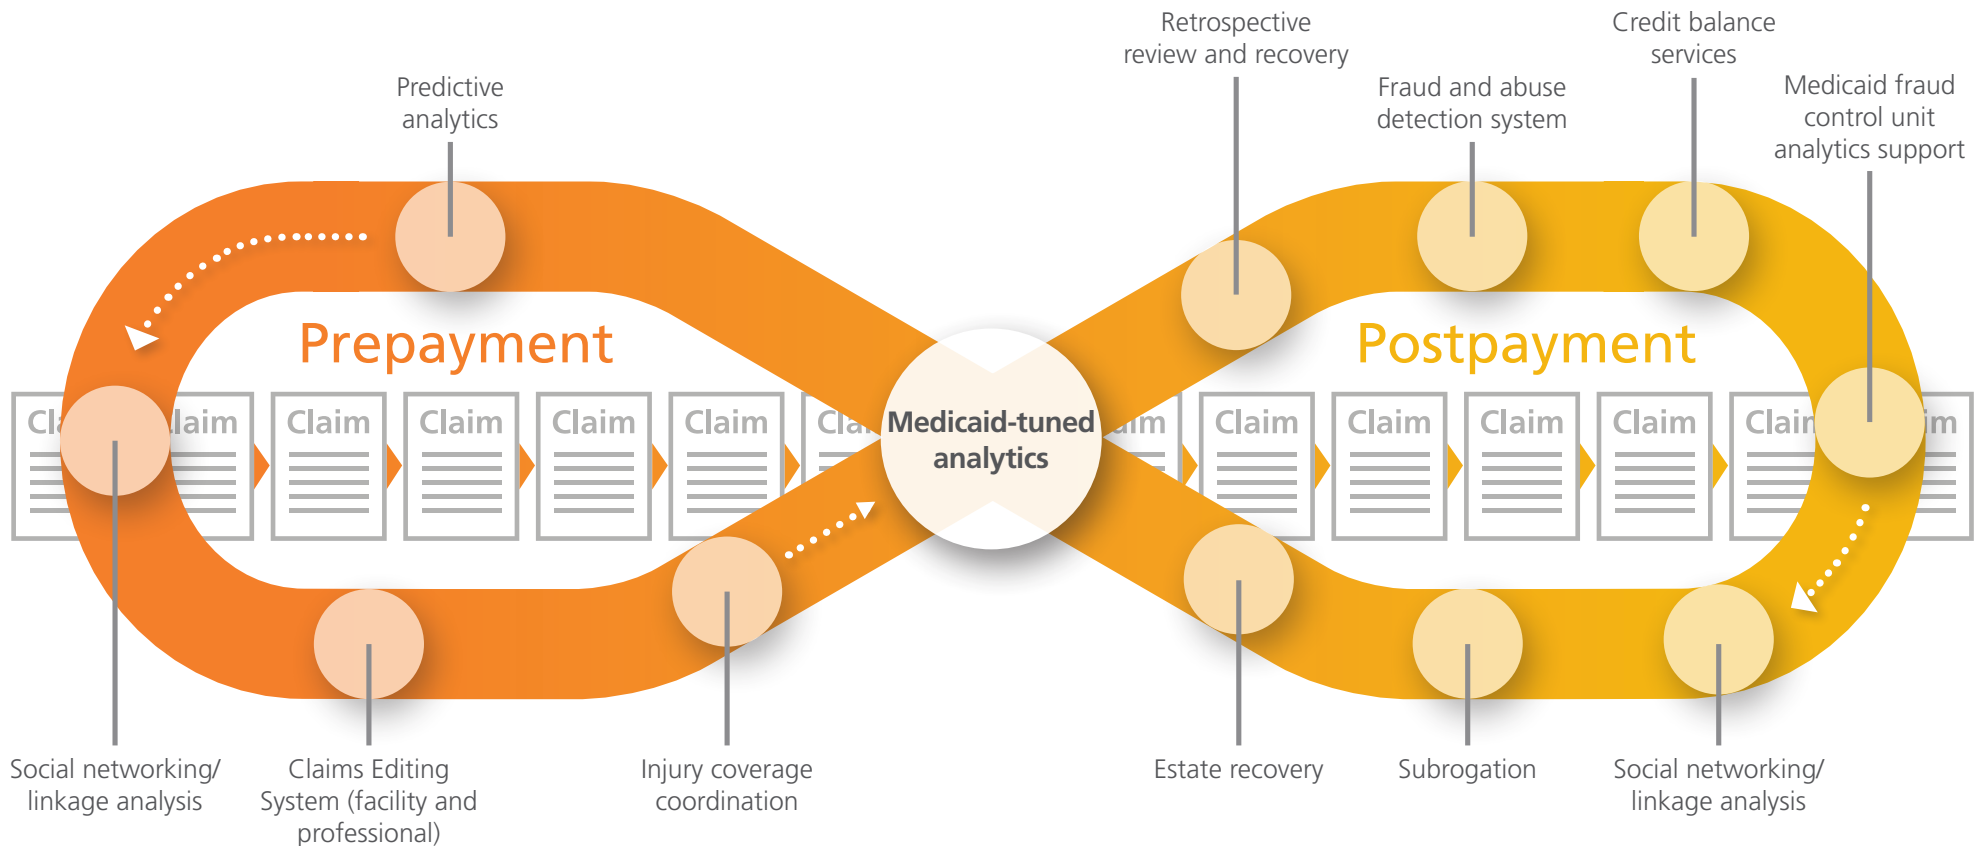 Predictive
analytics
Retrospective
review and recovery
Fraud and abuse
detection system
Credit balance
services
Medicaid fraud
control unit
analytics support
Prepayment
Postpayment
Claim
Claim
Claim
Claim
Claim
Claim
Claim
Claim
Claim
Claim
Medicaid-tuned
analytics
Social networking/
linkage analysis
Claims Editing
System (facility and
professional)
Injury coverage
coordination
Estate recovery
Subrogation
Social networking/
linkage analysis